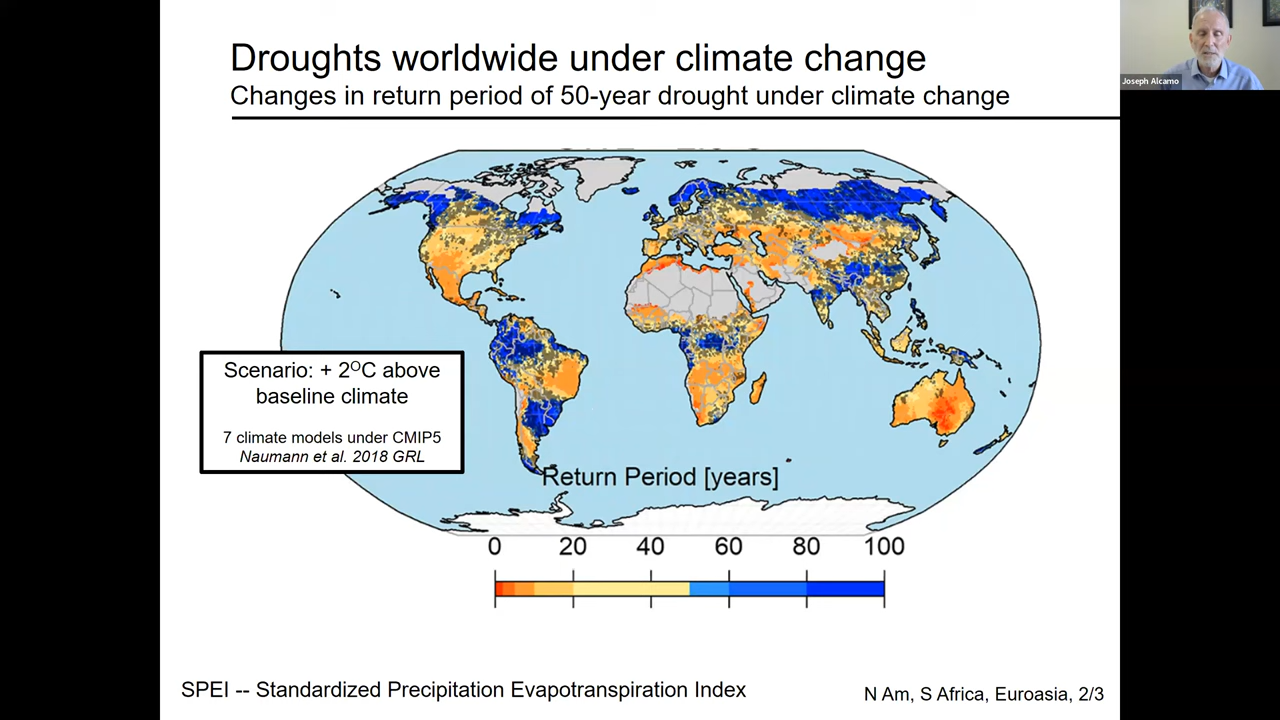 Droughts worldwide under climate change
Changes in return period of 50-year drought under climate change
Joseph Alcamo
Scenario: + 2ᴼC above
baseline climate
7 climate models under CMIP5
Naumann et al. 2018 GRL
Return Period [years]
0 20 40 60 80 100
SPEI -- Standardized Precipitation Evapotranspiration Index
N Am, S Africa, Euroasia, 2/3